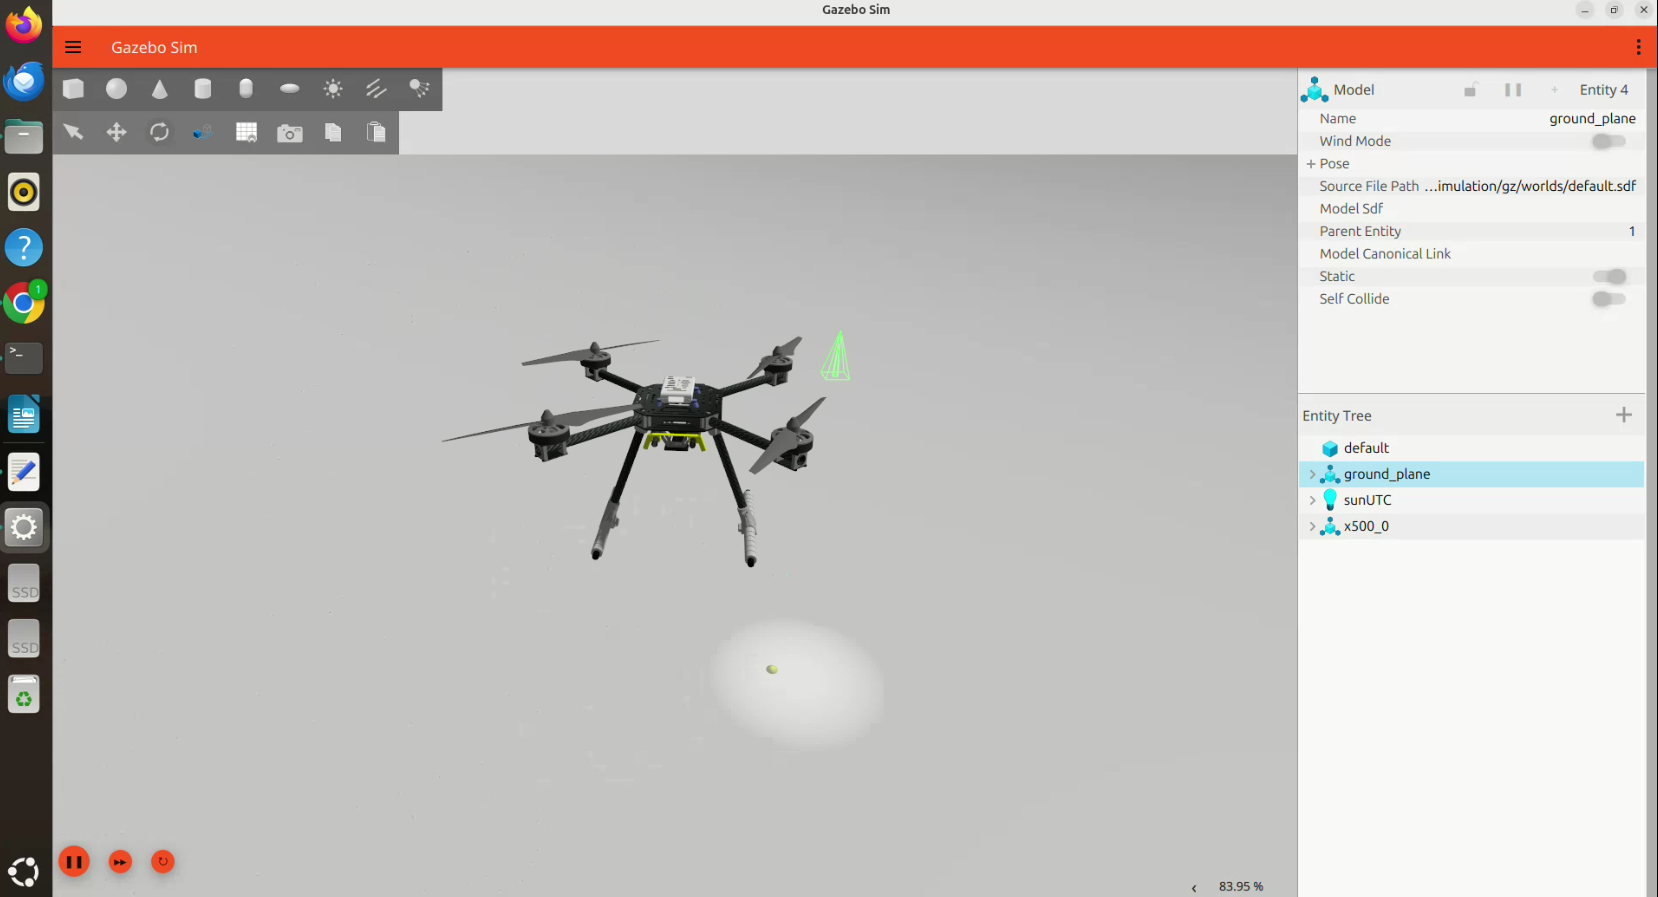 Gazebo Sim
Gazebo Sim
Model
Entity 4
Name
ground_plane
Wind Mode
+ Pose
Source File Path
...imulation/gz/worlds/default.sdf
Model Sdf
Parent Entity
1
Model Canonical Link
Static
Self Collide
Entity Tree
default
ground_plane
sunUTC
x500_0
1
>_
?
SSD
SSD
83.95 %